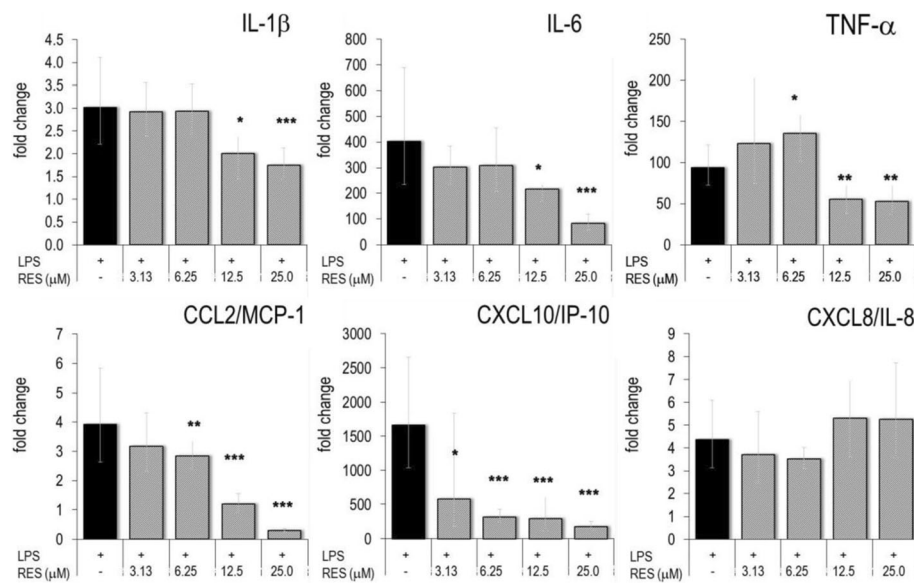 IL-1β
fold change
4.5
4.0
3.5
3.0
2.5
2.0
1.5
1.0
0.5
0.0
* ***
LPS + + + + +
RES (μM) - 3.13 6.25 12.5 25.0
IL-6
fold change
800
700
600
500
400
300
200
100
0
* ***
LPS + + + + +
RES (μM) - 3.13 6.25 12.5 25.0
TNF-α
fold change
250
200
150
100
50
0
* ** **
LPS + + + + +
RES (μM) - 3.13 6.25 12.5 25.0
CCL2/MCP-1
fold change
7
6
5
4
3
2
1
0
** *** ***
LPS + + + + +
RES (μM) - 3.13 6.25 12.5 25.0
CXCL10/IP-10
fold change
3000
2500
2000
1500
1000
500
0
* *** *** ***
LPS + + + + +
RES (μM) - 3.13 6.25 12.5 25.0
CXCL8/IL-8
fold change
9
8
7
6
5
4
3
2
1
0
LPS + + + + +
RES (μM) - 3.13 6.25 12.5 25.0